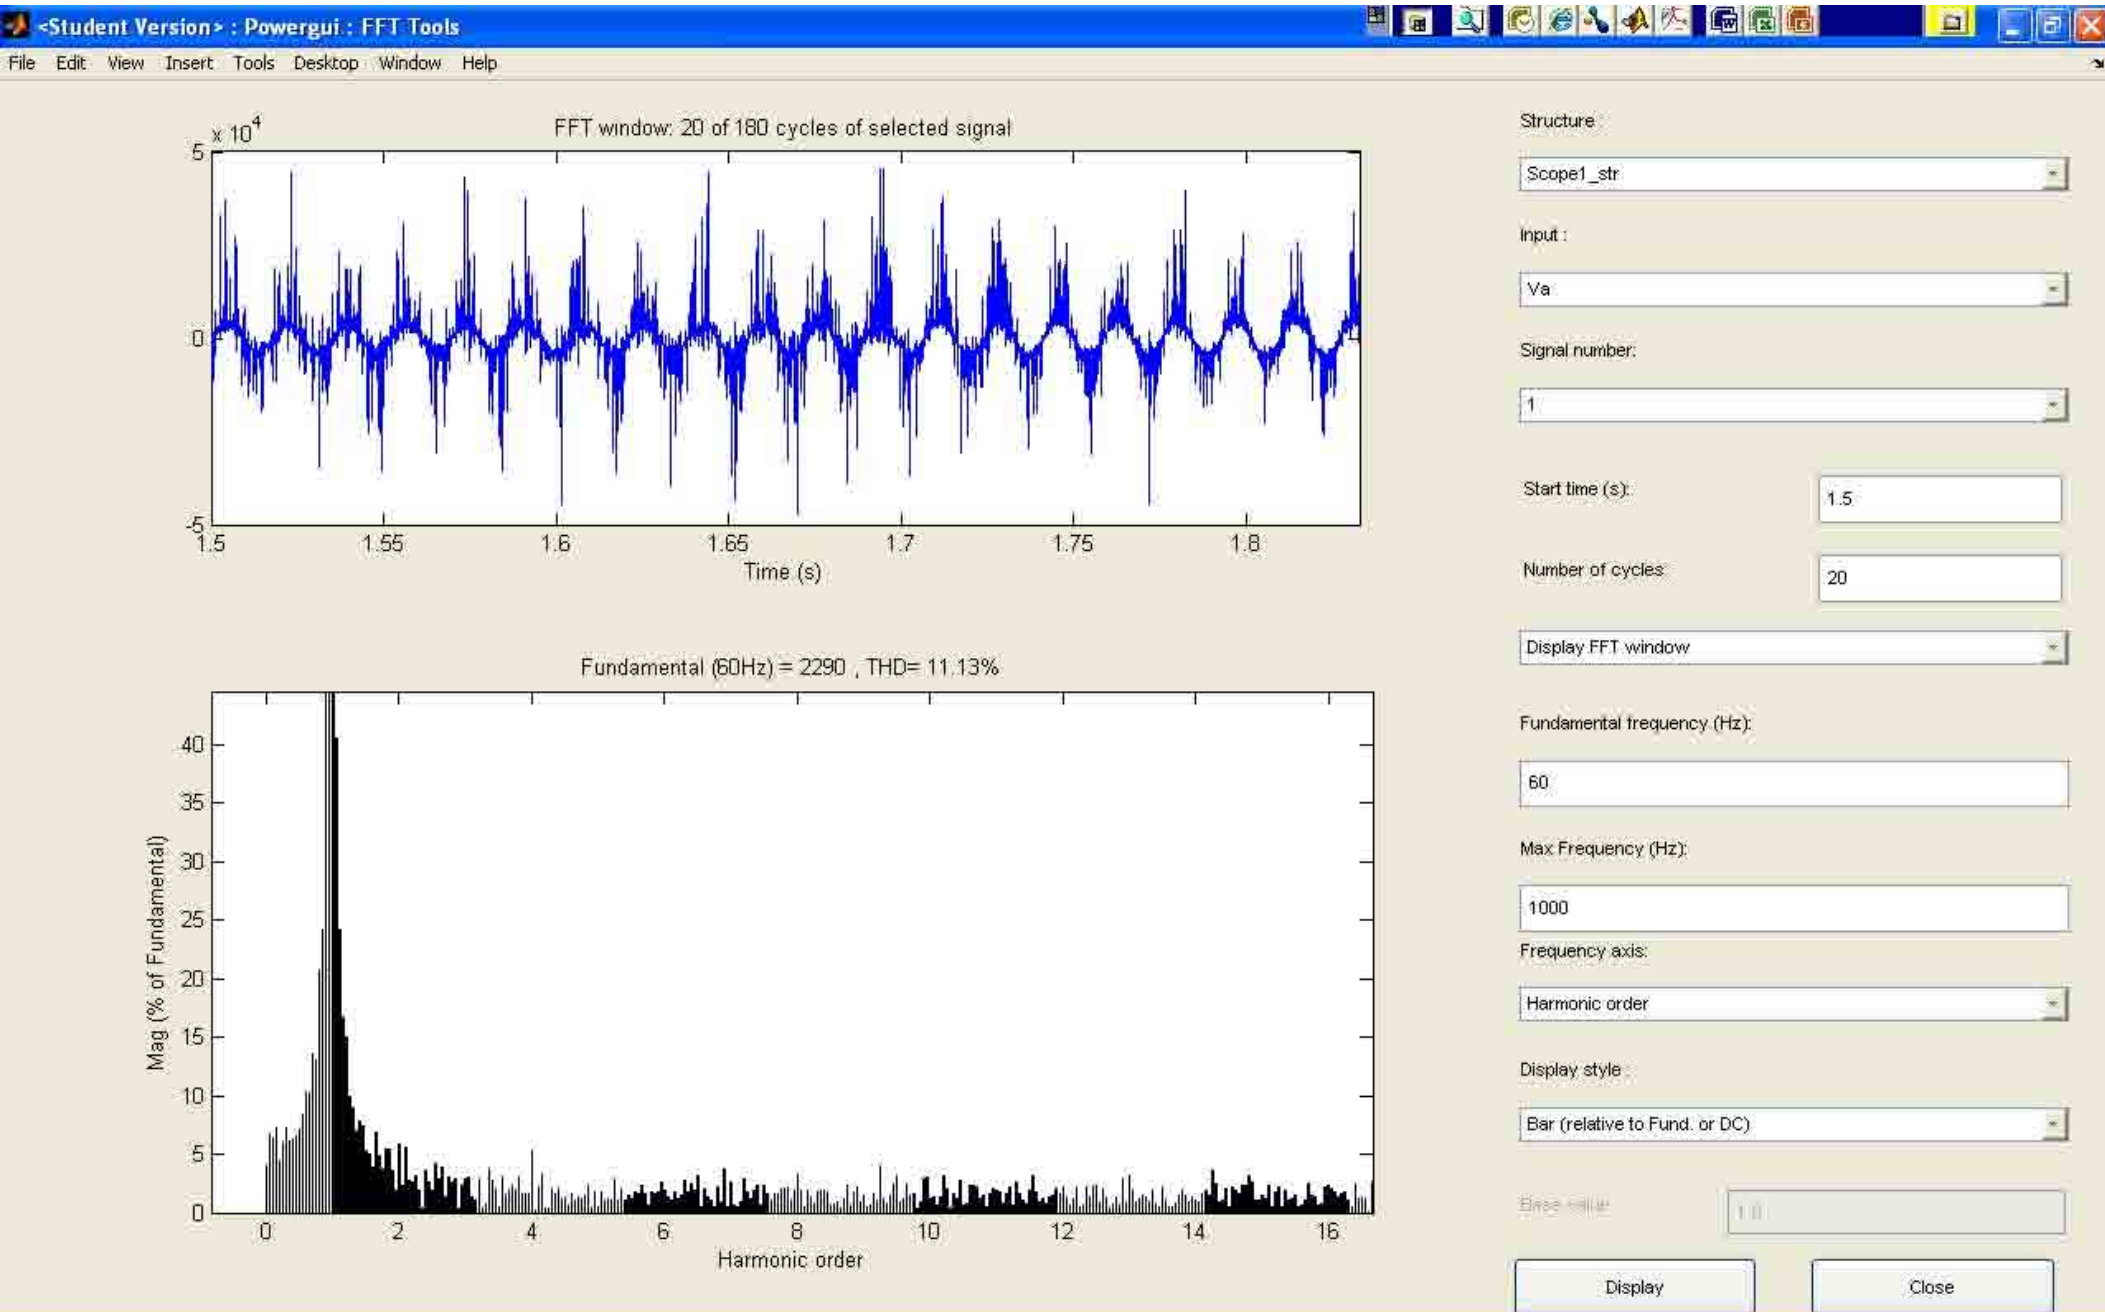 <Student Version> : Powergui : FFT Tools
File Edit View Insert Tools Desktop Window Help
x 10^4
FFT window: 20 of 180 cycles of selected signal
5
0
-5
1.5 1.55 1.6 1.65 1.7 1.75 1.8
Time (s)
Fundamental (60Hz) = 2290 , THD= 11.13%
40
35
30
25
20
15
10
5
0
Mag (% of Fundamental)
0 2 4 6 8 10 12 14 16
Harmonic order
Structure :
Scope1_str
Input :
Va
Signal number:
1
Start time (s):
1.5
Number of cycles:
20
Display FFT window
Fundamental frequency (Hz):
60
Max Frequency (Hz):
1000
Frequency axis:
Harmonic order
Display style :
Bar (relative to Fund. or DC)
Base value:
1.0
Display
Close